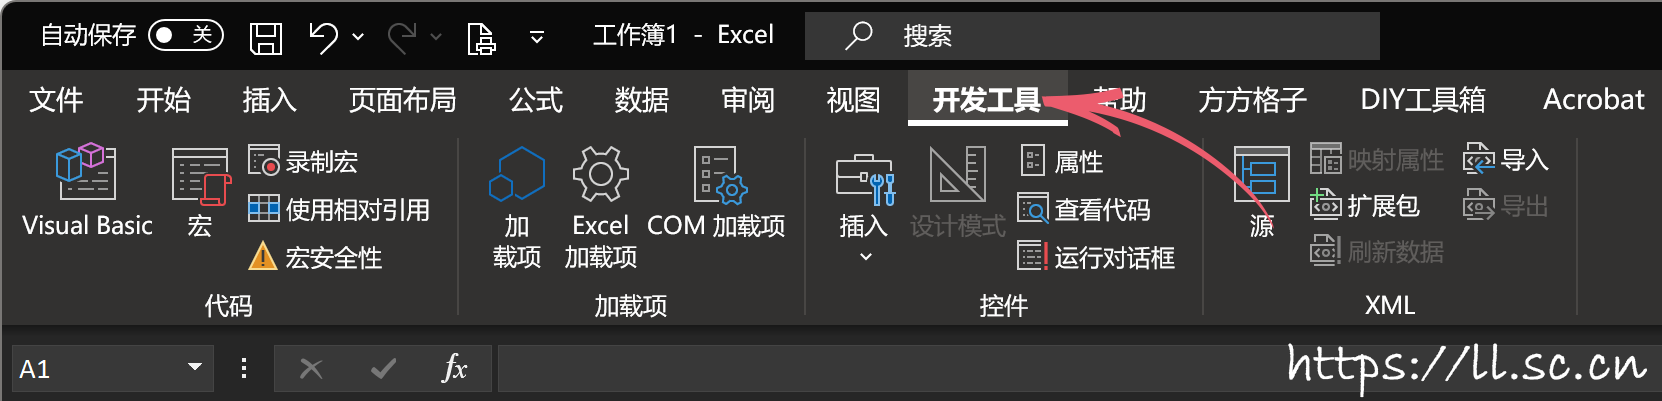 自动保存 关 工作簿1 - Excel 搜索
文件 开始 插入 页面布局 公式 数据 审阅 视图 开发工具 帮助 方方格子 DIY工具箱 Acrobat
Visual Basic
宏
录制宏
使用相对引用
宏安全性
代码
加
载项
Excel
加载项
COM 加载项
加载项
插入
设计模式
属性
查看代码
运行对话框
控件
源
映射属性
扩展包
刷新数据
导入
导出
XML
A1 fx
https://ll.sc.cn